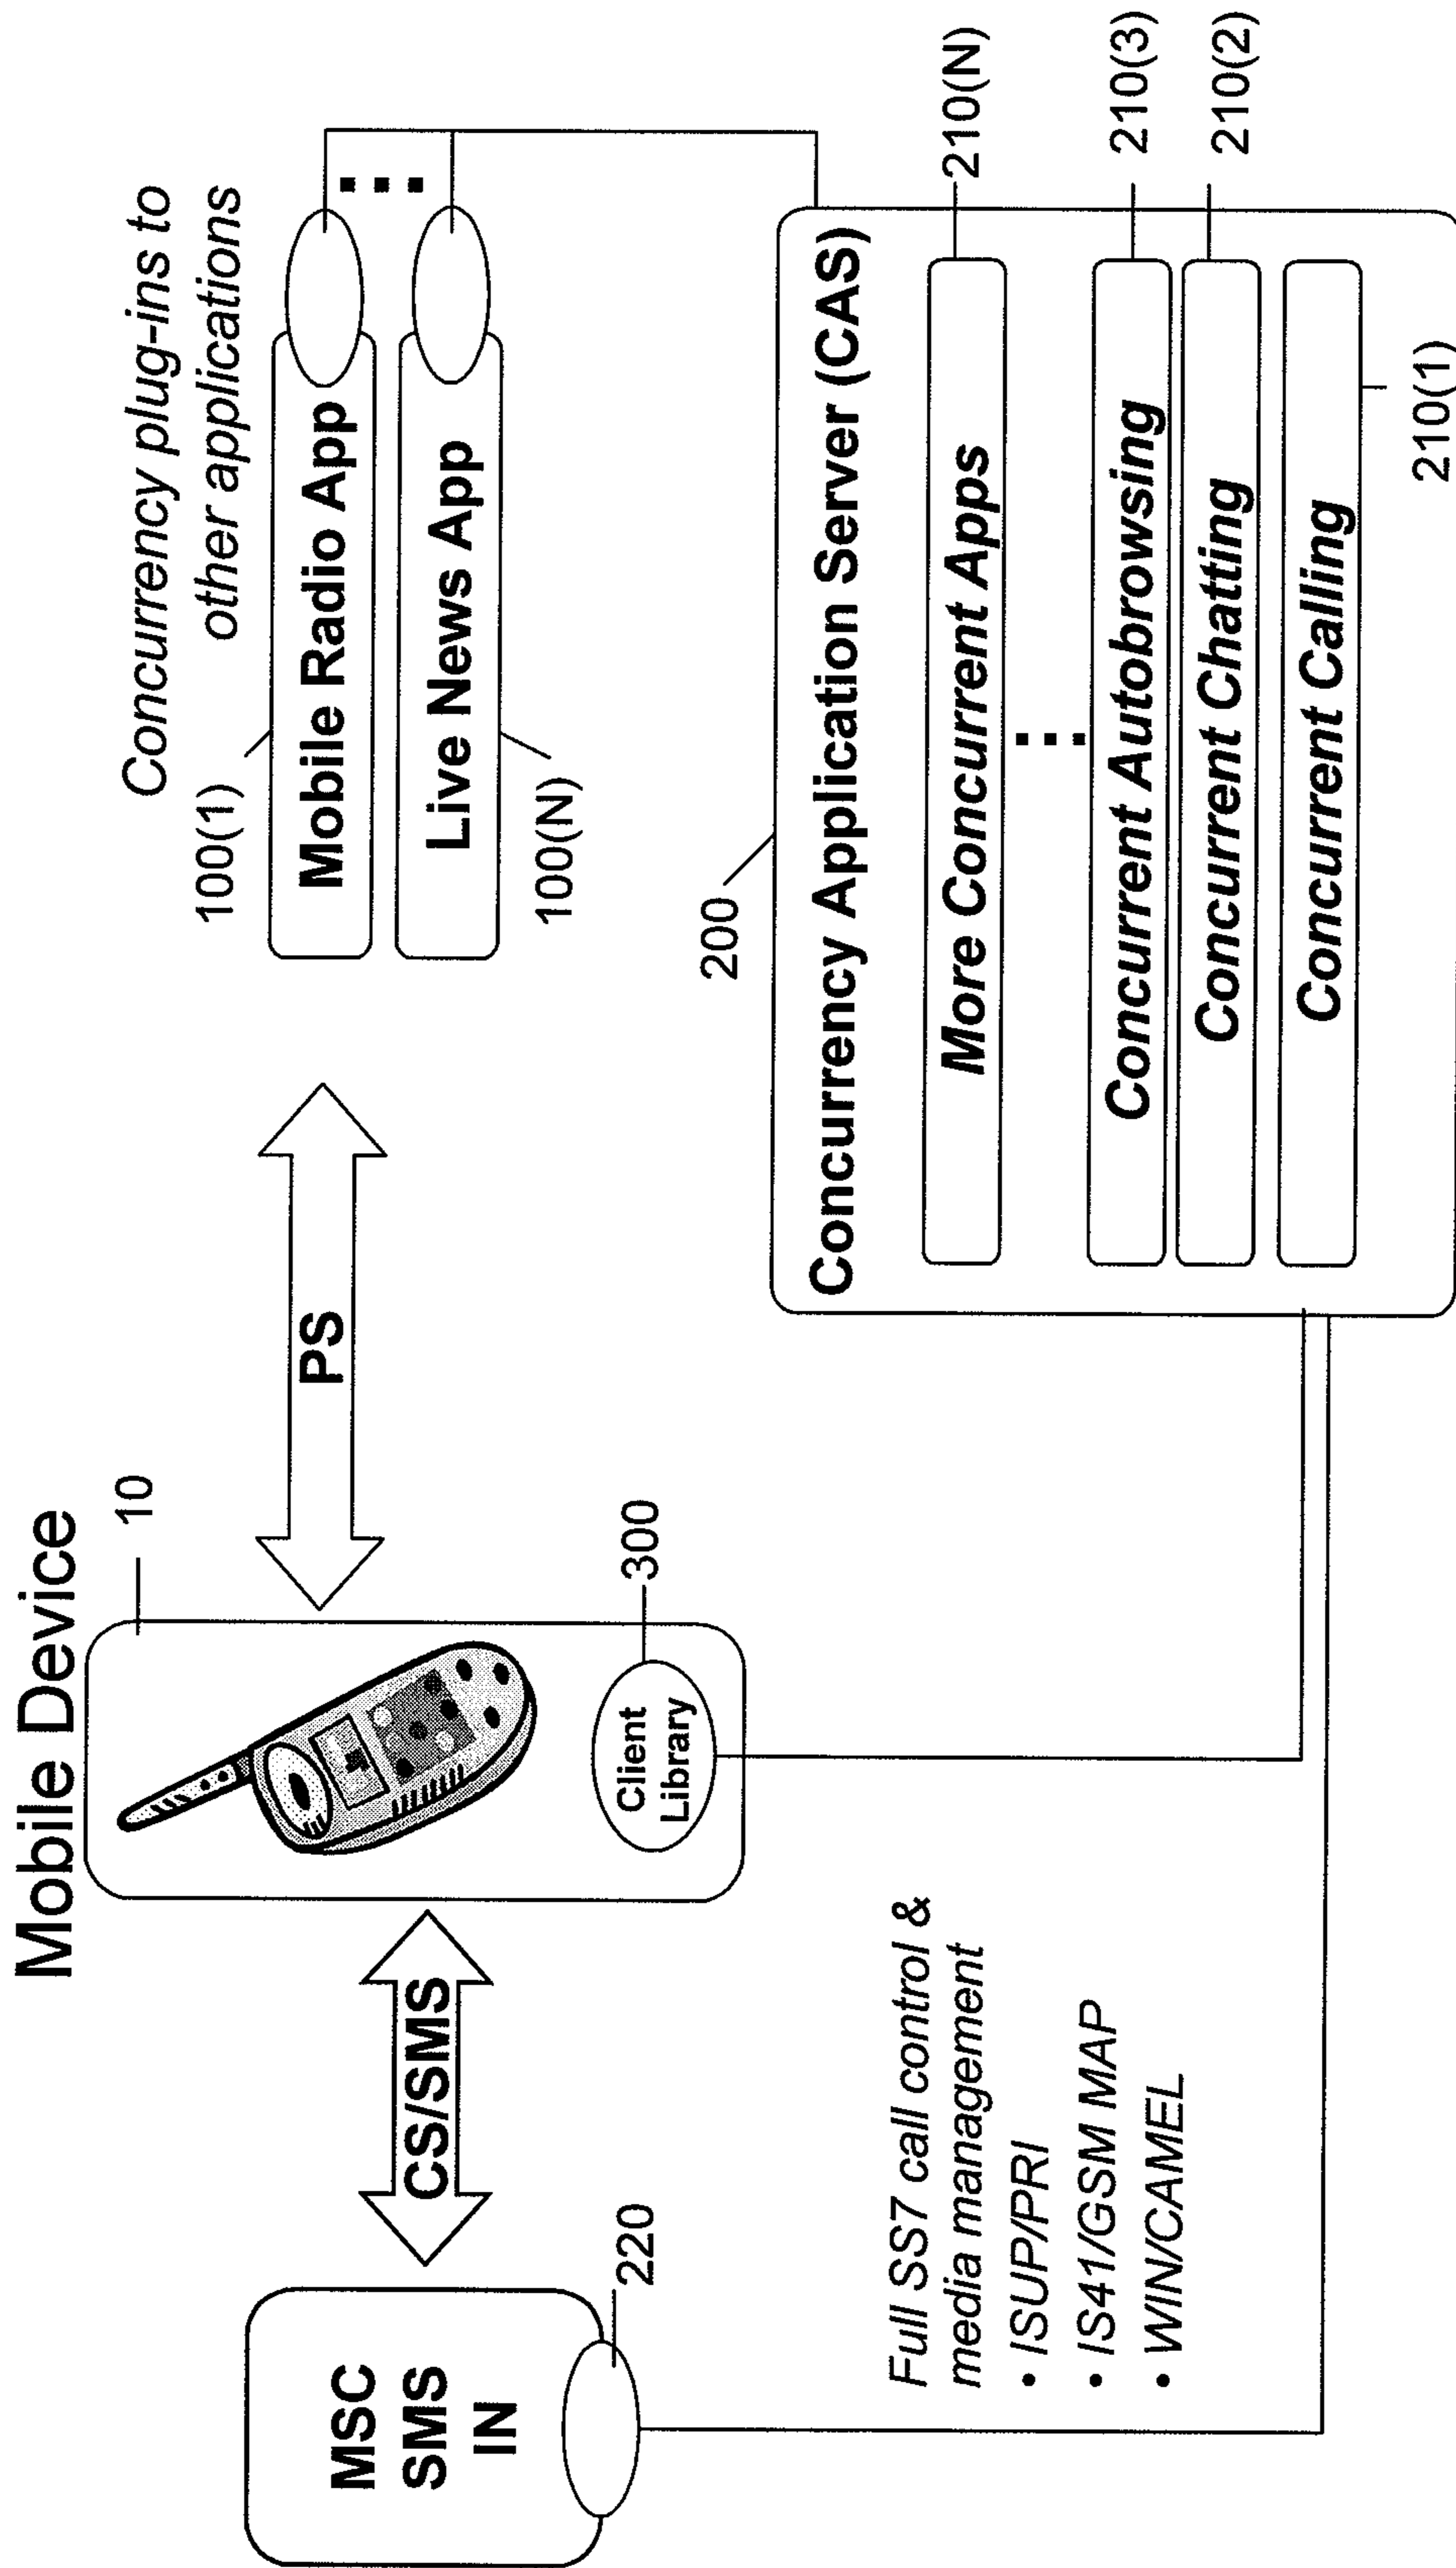 Mobile Device
10
Concurrency plug-ins to
other applications
100(1)
Mobile Radio App
Live News App
100(N)
PS
CS/SMS
MSC
SMS
IN
220
Client
Library
300
200
Concurrency Application Server (CAS)
More Concurrent Apps
210(N)
Concurrent Autobrowsing
210(3)
Concurrent Chatting
210(2)
Concurrent Calling
210(1)
Full SS7 call control &
media management
• ISUP/PRI
• IS41/GSM MAP
• WIN/CAMEL